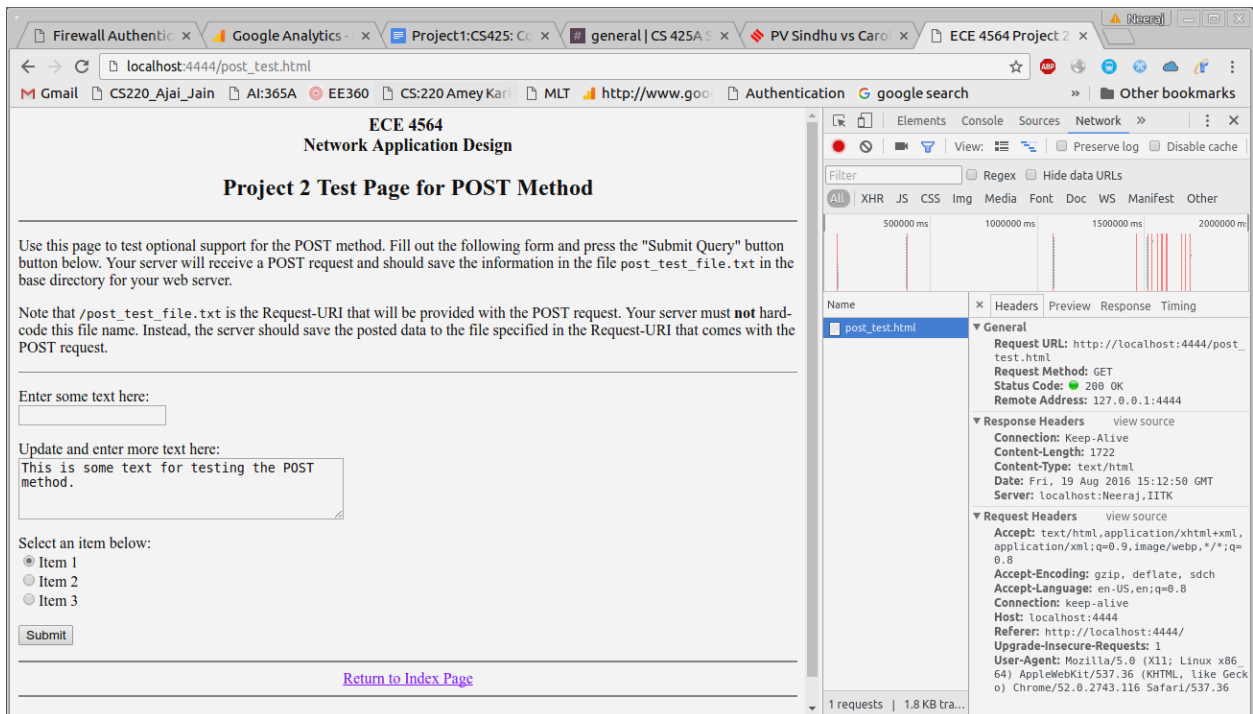 Neeraj
Firewall Authentic
Google Analytics -
Project1:CS425: Co
general | CS 425A S
PV Sindhu vs Carol
ECE 4564 Project 2
localhost:4444/post_test.html
ABP
Gmail
CS220_Ajai_Jain
AI:365A
EE360
CS:220 Amey Kar
MLT
http://www.goo
Authentication
G google search
»
Other bookmarks
ECE 4564
Network Application Design
Project 2 Test Page for POST Method
Use this page to test optional support for the POST method. Fill out the following form and press the "Submit Query" button
button below. Your server will receive a POST request and should save the information in the file post_test_file.txt in the
base directory for your web server.
Note that /post_test_file.txt is the Request-URI that will be provided with the POST request. Your server must not hard-
code this file name. Instead, the server should save the posted data to the file specified in the Request-URI that comes with the
POST request.
Enter some text here:
Update and enter more text here:
This is some text for testing the POST
method.
Select an item below:
Item 1
Item 2
Item 3
Submit
Return to Index Page
Elements Console Sources Network »
View: Preserve log Disable cache
Filter Regex Hide data URLs
All XHR JS CSS Img Media Font Doc WS Manifest Other
500000 ms 1000000 ms 1500000 ms 2000000 m
Name
post_test.html
1 requests | 1.8 KB tra...
× Headers Preview Response Timing
General
Request URL: http://localhost:4444/post_
test.html
Request Method: GET
Status Code: 200 OK
Remote Address: 127.0.0.1:4444
Response Headers view source
Connection: Keep-Alive
Content-Length: 1722
Content-Type: text/html
Date: Fri, 19 Aug 2016 15:12:50 GMT
Server: localhost:Neeraj,IITK
Request Headers view source
Accept: text/html,application/xhtml+xml,
application/xml;q=0.9,image/webp,*/*;q=
0.8
Accept-Encoding: gzip, deflate, sdch
Accept-Language: en-US,en;q=0.8
Connection: keep-alive
Host: localhost:4444
Referer: http://localhost:4444/
Upgrade-Insecure-Requests: 1
User-Agent: Mozilla/5.0 (X11; Linux x86_
64) AppleWebKit/537.36 (KHTML, like Geck
o) Chrome/52.0.2743.116 Safari/537.36